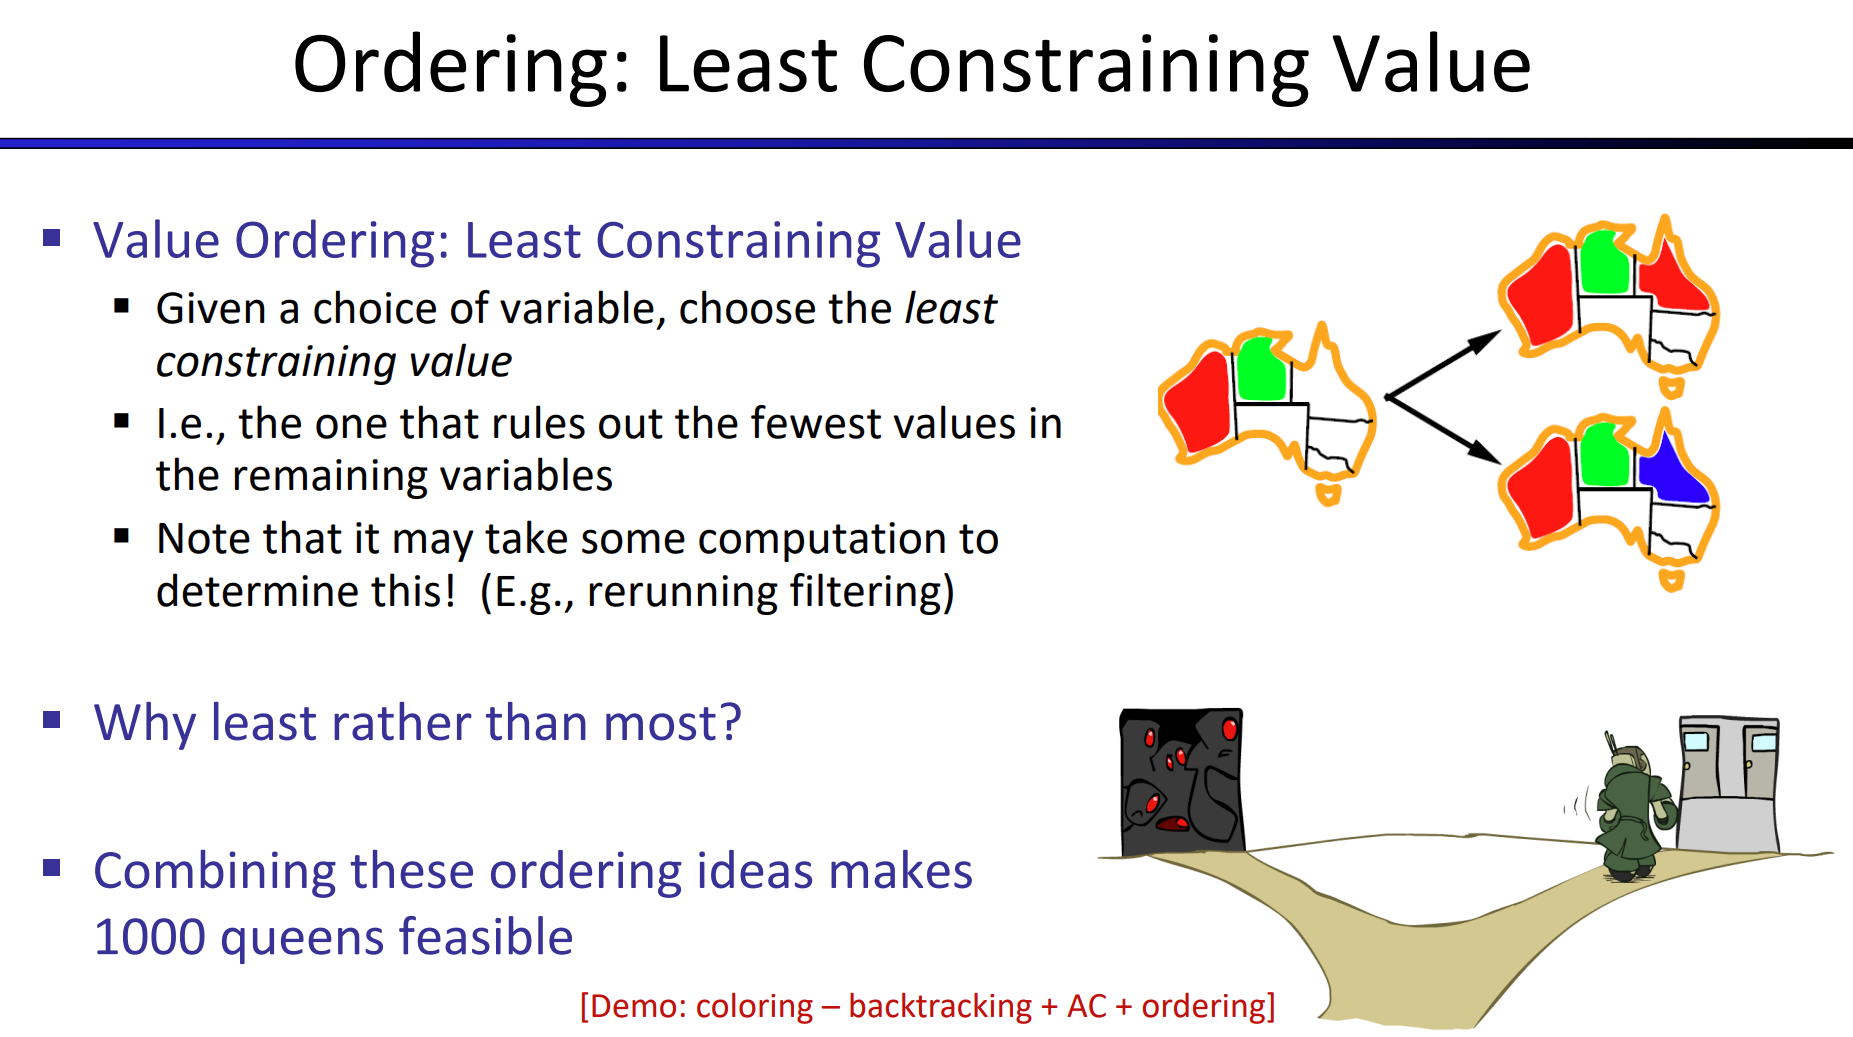 Ordering: Least Constraining Value
▪ Value Ordering: Least Constraining Value
▪ Given a choice of variable, choose the least
constraining value
▪ I.e., the one that rules out the fewest values in
the remaining variables
▪ Note that it may take some computation to
determine this!  (E.g., rerunning filtering)
▪ Why least rather than most?
▪ Combining these ordering ideas makes
1000 queens feasible
[Demo: coloring – backtracking + AC + ordering]